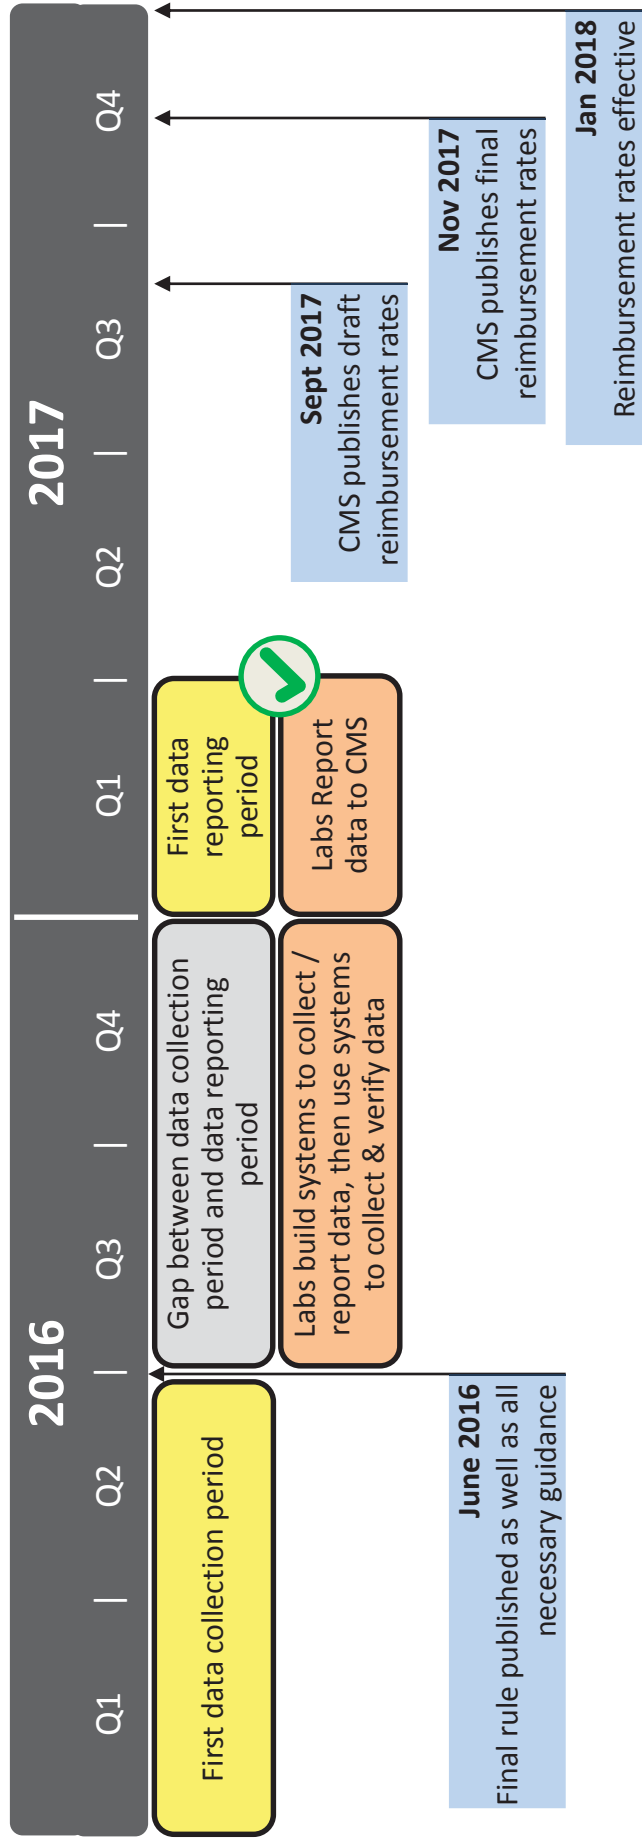 2016
2017
Q1 | Q2 | Q3 | Q4
Q1 | Q2 | Q3 | Q4
First data collection period
Gap between data collection
period and data reporting
period
First data
reporting
period
Labs build systems to collect /
report data, then use systems
to collect & verify data
Labs Report
data to CMS
June 2016
Final rule published as well as all
necessary guidance
Sept 2017
CMS publishes draft
reimbursement rates
Nov 2017
CMS publishes final
reimbursement rates
Jan 2018
Reimbursement rates effective